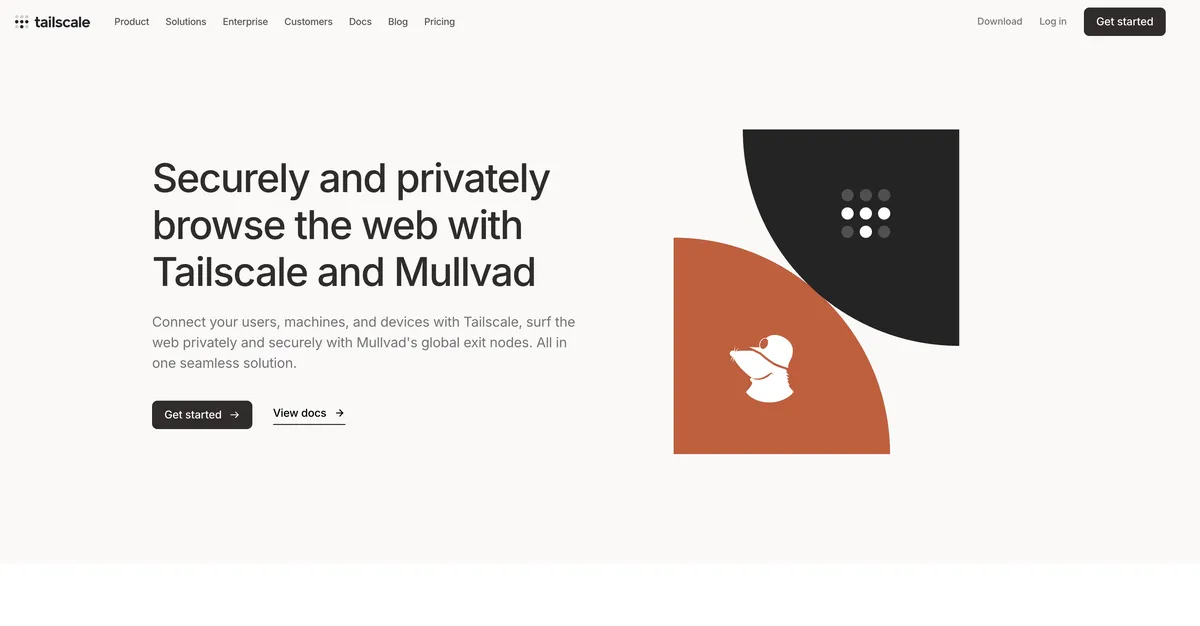 tailscale
Product Solutions Enterprise Customers Docs Blog Pricing
Download Log in Get started
Securely and privately
browse the web with
Tailscale and Mullvad
Connect your users, machines, and devices with Tailscale, surf the
web privately and securely with Mullvad's global exit nodes. All in
one seamless solution.
Get started →
View docs →